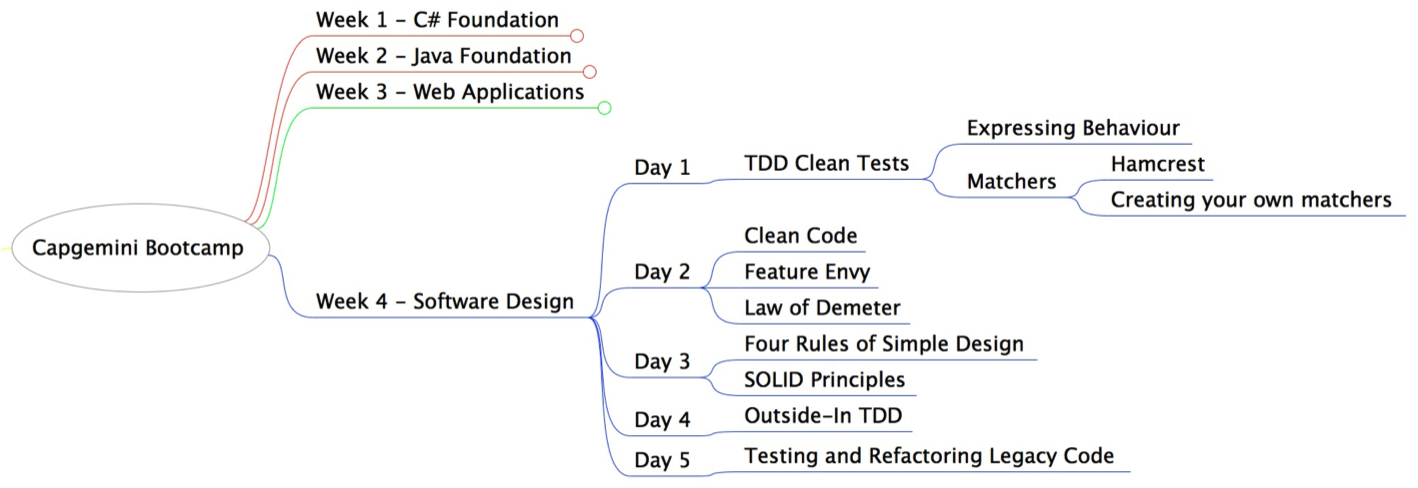 Capgemini Bootcamp
Week 1 – C# Foundation
Week 2 – Java Foundation
Week 3 – Web Applications
Week 4 – Software Design
Day 1
TDD Clean Tests
Expressing Behaviour
Matchers
Hamcrest
Creating your own matchers
Day 2
Clean Code
Feature Envy
Law of Demeter
Day 3
Four Rules of Simple Design
SOLID Principles
Day 4
Outside–In TDD
Day 5
Testing and Refactoring Legacy Code